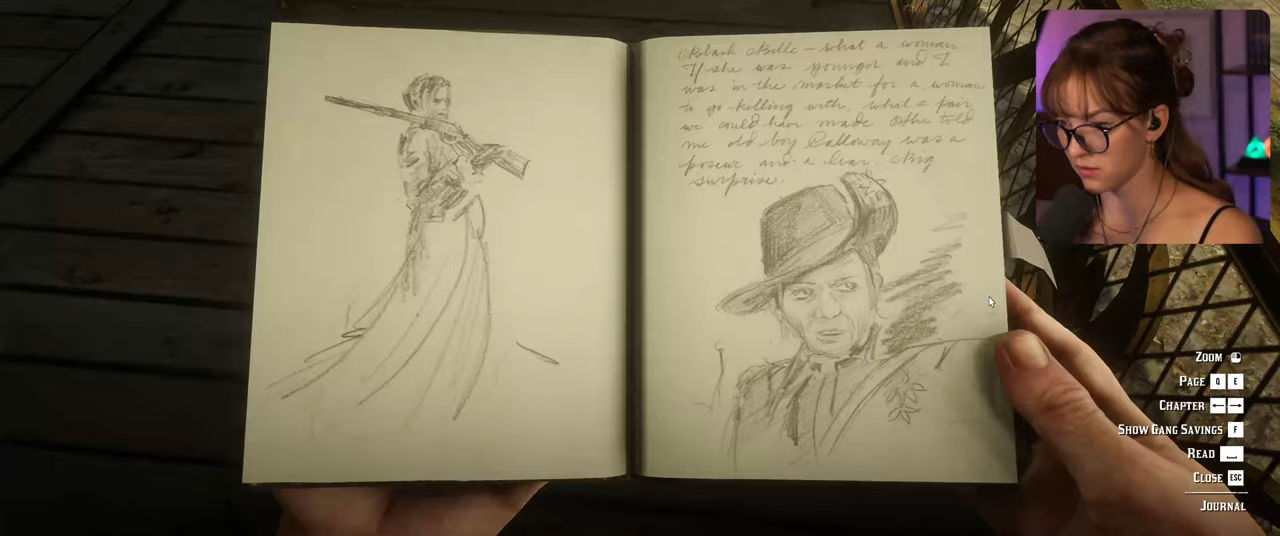 Black Belle – what a woman
If she was younger and I
was in the market for a woman
to go killing with, what a pair
we could have made. She told
me old boy Calloway was a
poseur and a liar. Big
surprise.
ZOOM
PAGE Q E
CHAPTER ← →
SHOW GANG SAVINGS F
READ
CLOSE ESC
JOURNAL